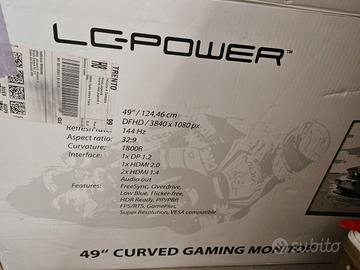 LC-POWER™
TRENTO
99
49" / 124,46 cm
DFHD / 3840 x 1080 px
Refresh rate: 144 Hz
Aspect ratio: 32:9
Curvature: 1800R
Interface: 1x DP 1.2
1x HDMI 2.0
2x HDMI 1.4
Audio out
Features: FreeSync, Overdrive,
Low Blue, Flicker-free,
HDR Ready, PIP/PBP,
FPS/RTS, GamePlus,
Super Resolution, VESA compatible
49" CURVED GAMING MONITOR
subito